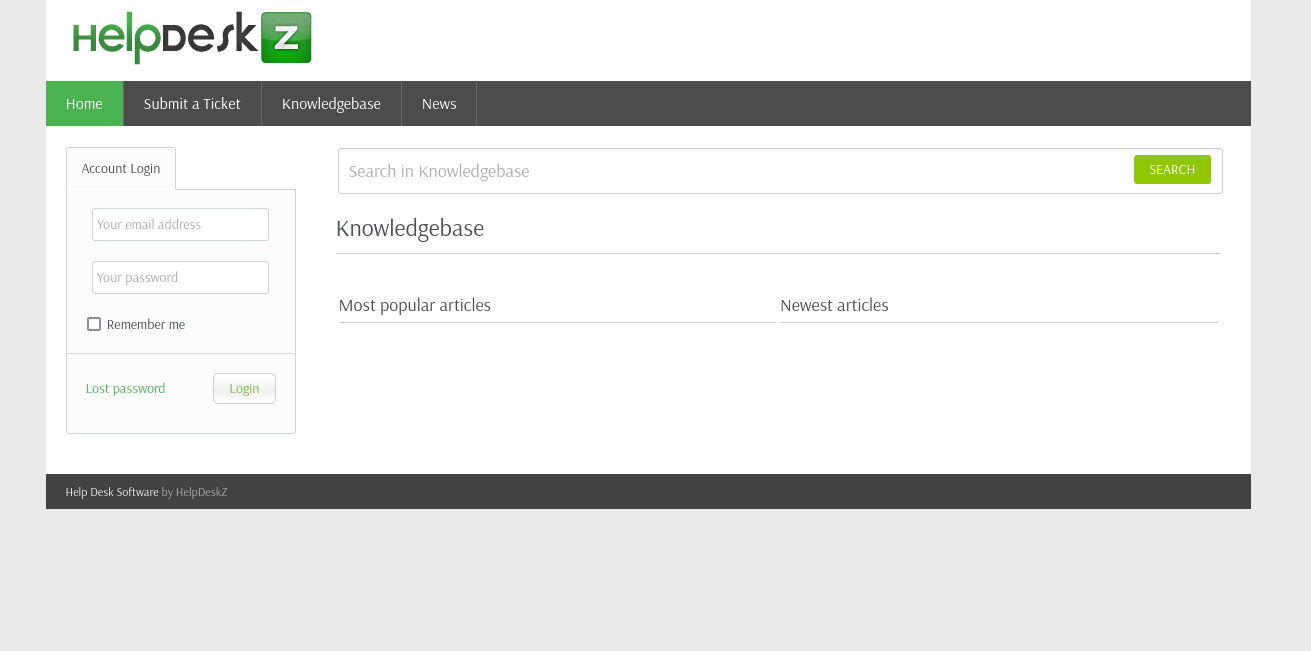 HelpDeskZ
Home Submit a Ticket Knowledgebase News
Account Login
Your email address
Your password
Remember me
Lost password Login
Search in Knowledgebase SEARCH
Knowledgebase
Most popular articles
Newest articles
Help Desk Software by HelpDeskZ